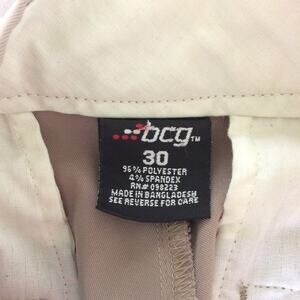 bcg™
30
96% POLYESTER
4% SPANDEX
RN# 098223
MADE IN BANGLADESH
SEE REVERSE FOR CARE